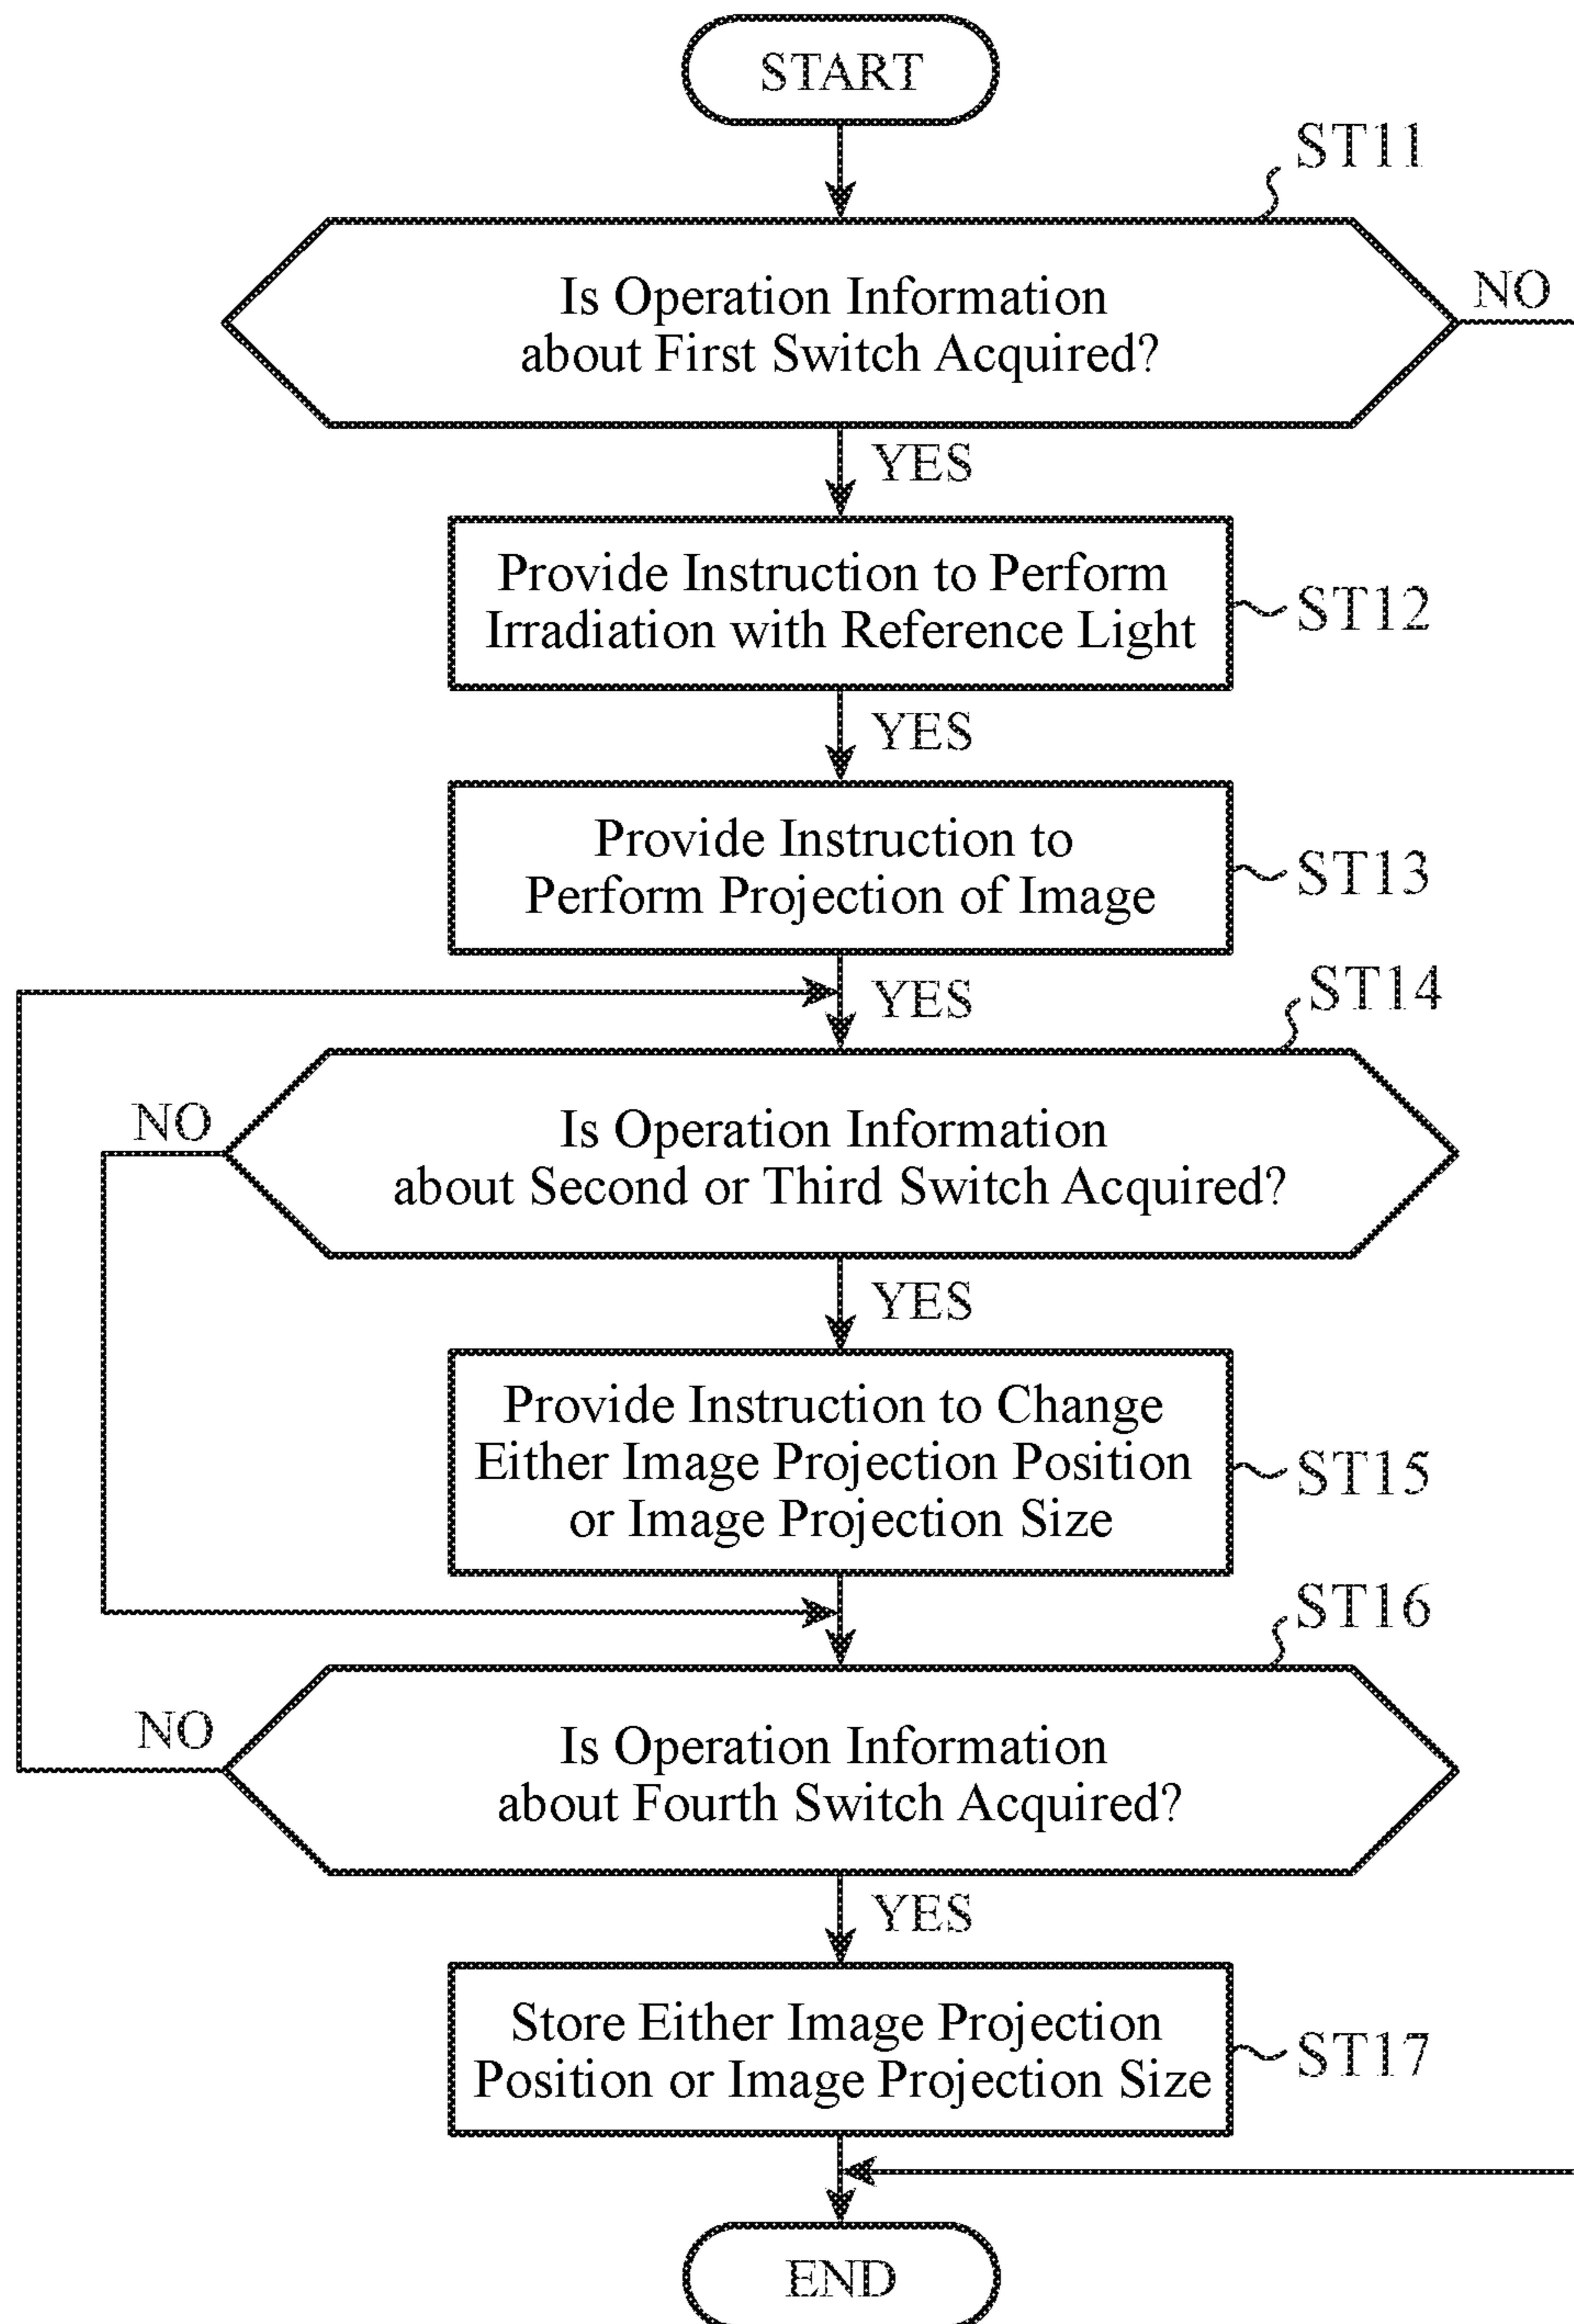 START
ST11
Is Operation Information
about First Switch Acquired?
NO
YES
Provide Instruction to Perform
Irradiation with Reference Light
ST12
YES
Provide Instruction to
Perform Projection of Image
ST13
YES
ST14
NO
Is Operation Information
about Second or Third Switch Acquired?
YES
Provide Instruction to Change
Either Image Projection Position
or Image Projection Size
ST15
ST16
NO
Is Operation Information
about Fourth Switch Acquired?
YES
Store Either Image Projection
Position or Image Projection Size
ST17
END